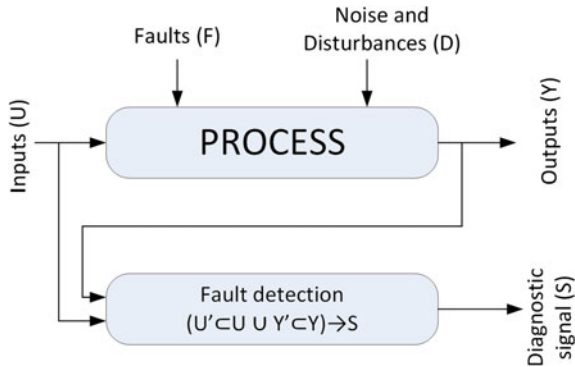 Faults (F)
Noise and
Disturbances (D)
Inputs (U)
PROCESS
Outputs (Y)
Fault detection
(U'⊂U ∪ Y'⊂Y)→S
Diagnostic
signal (S)